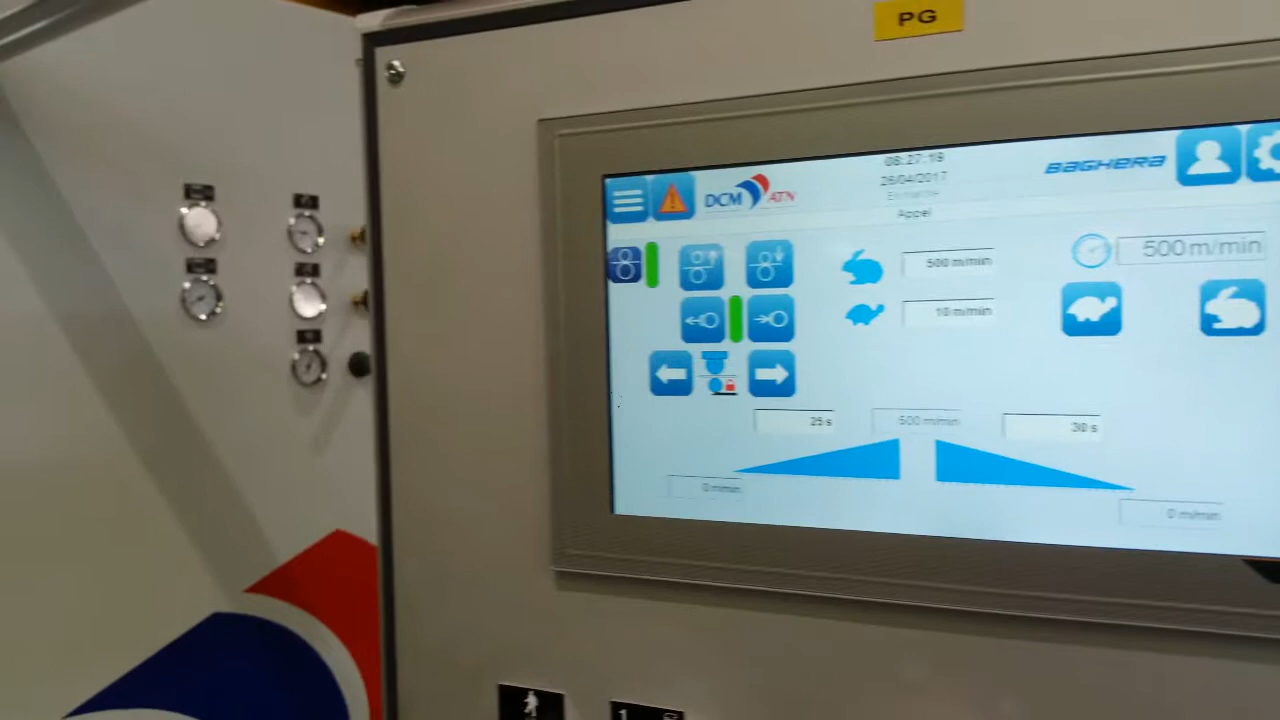 PG
08:27:19
26/04/2017
DCM ATN
BAGHERA
Appel
500 m/min
500 m/min
10 m/min
25 s
500 m/min
30 s
0 m/min
0 m/min
1